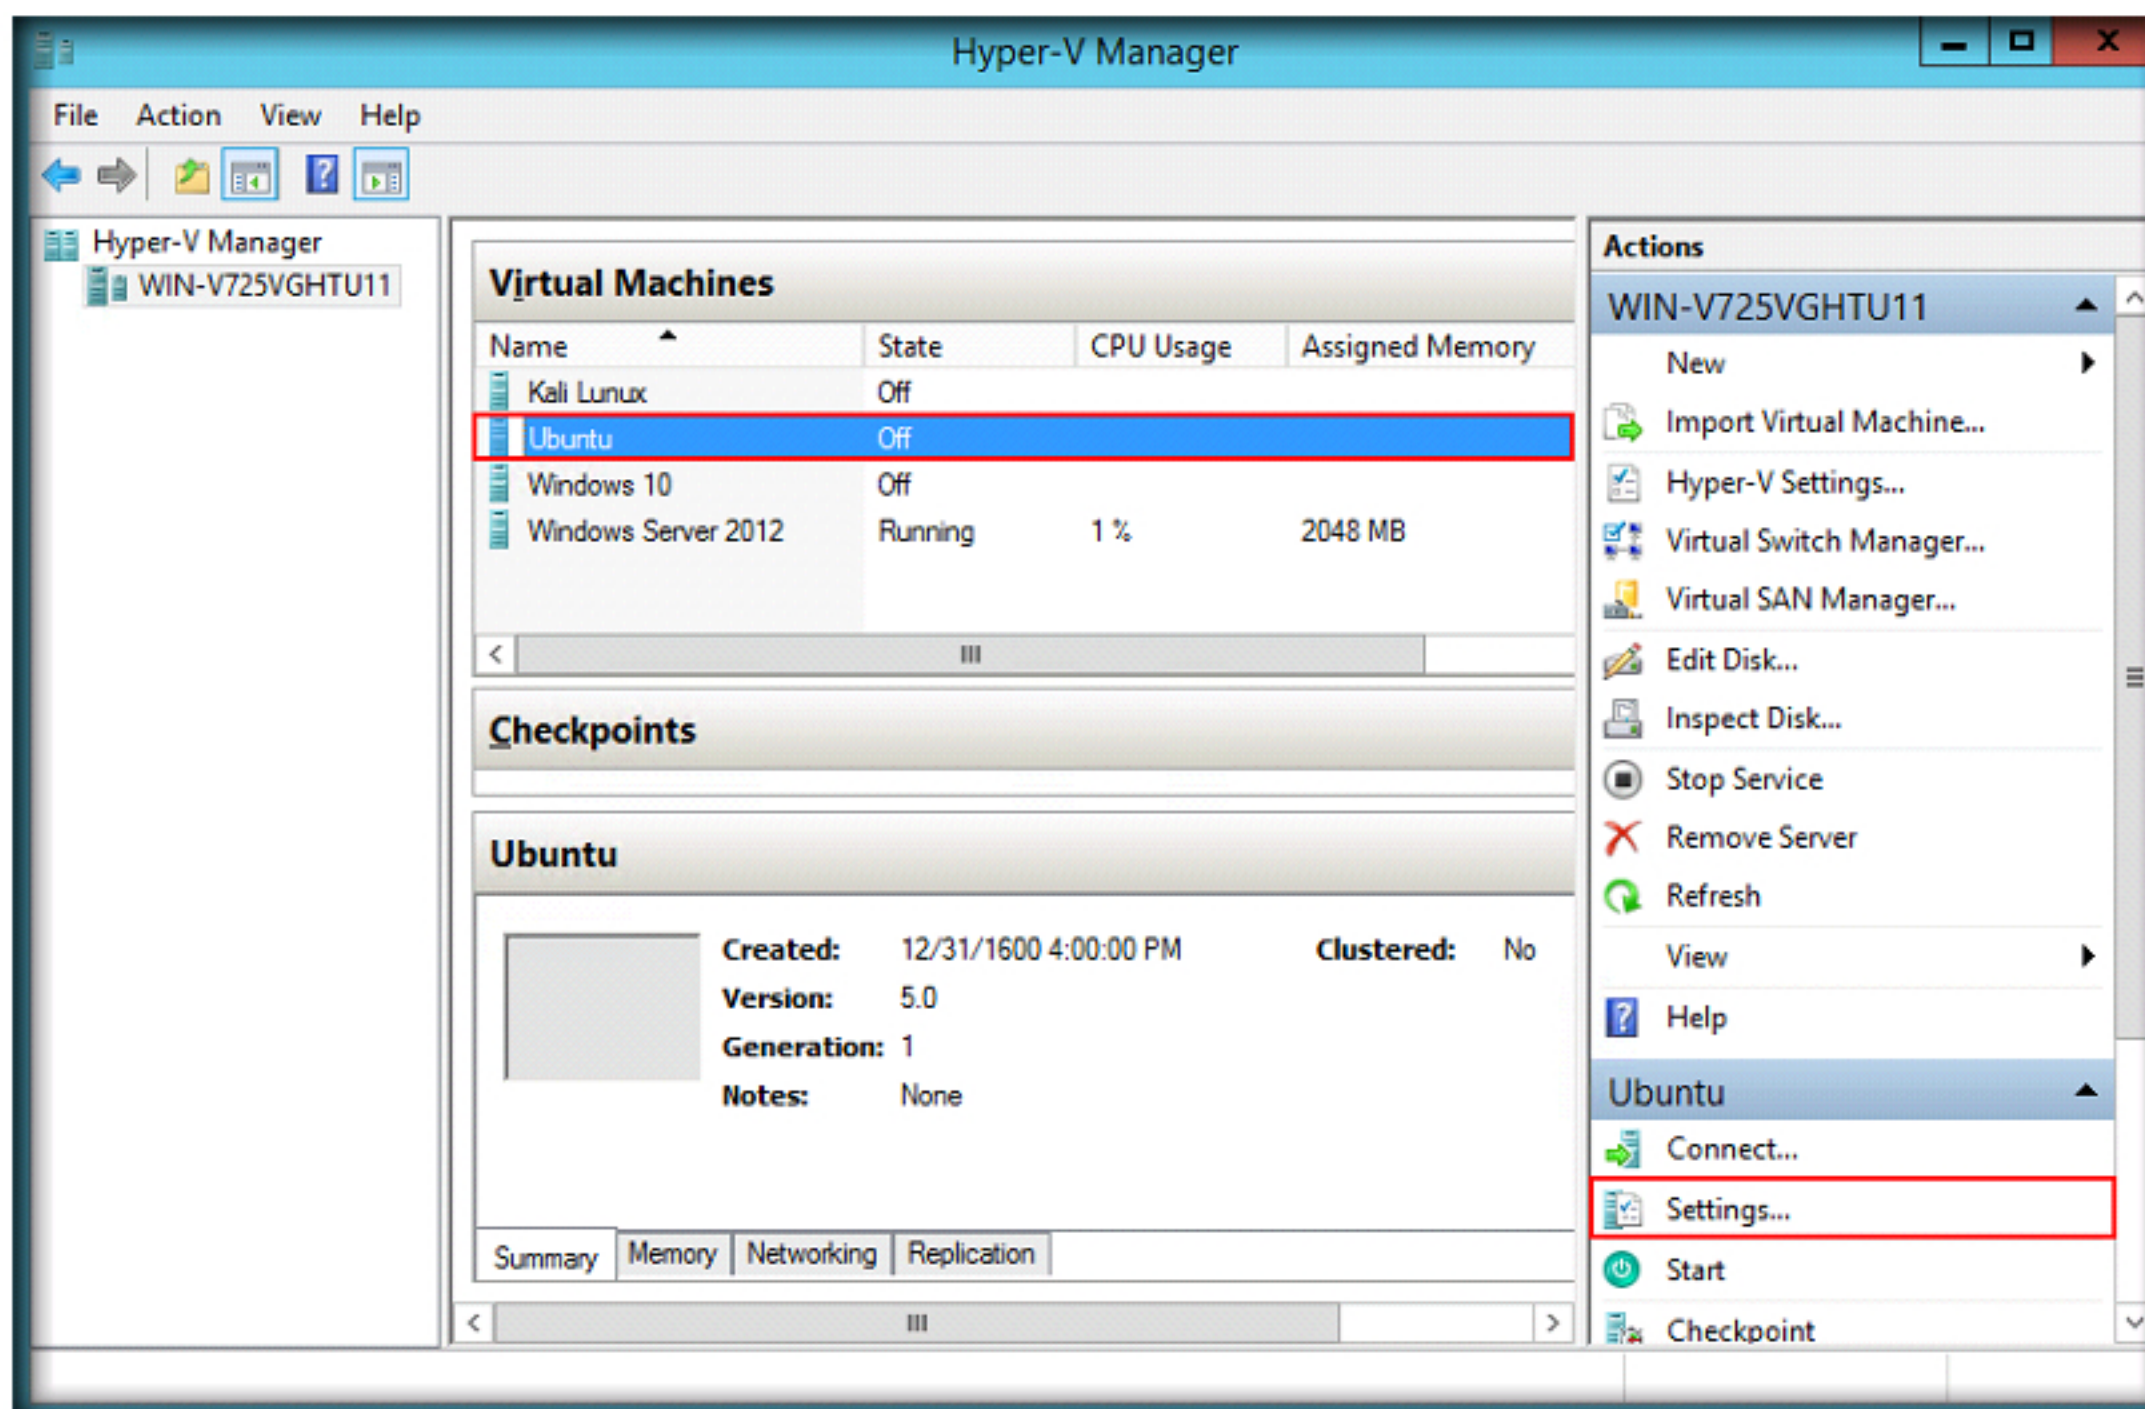 Hyper-V Manager
File Action View Help
Hyper-V Manager
WIN-V725VGHTU11
Virtual Machines
Name State CPU Usage Assigned Memory
Kali Lunux Off
Ubuntu Off
Windows 10 Off
Windows Server 2012 Running 1 % 2048 MB
Checkpoints
Ubuntu
Created: 12/31/1600 4:00:00 PM Clustered: No
Version: 5.0
Generation: 1
Notes: None
Summary Memory Networking Replication
Actions
WIN-V725VGHTU11
New
Import Virtual Machine...
Hyper-V Settings...
Virtual Switch Manager...
Virtual SAN Manager...
Edit Disk...
Inspect Disk...
Stop Service
Remove Server
Refresh
View
Help
Ubuntu
Connect...
Settings...
Start
Checkpoint